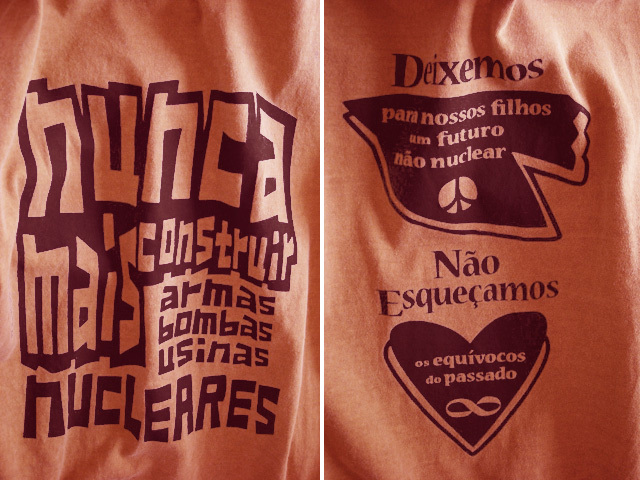 nunca
mais construir
armas
bombas
usinas
NUCLEARES
Deixemos
para nossos filhos
um futuro
não nuclear
Não
Esqueçamos
os equívocos
do passado